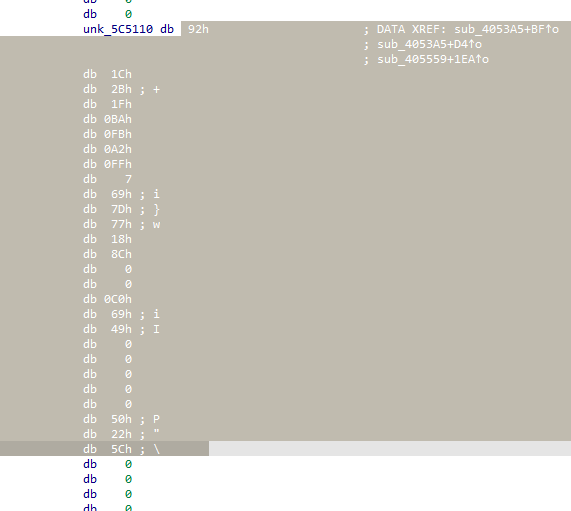 db 0
db 0
unk_5C5110 db 92h ; DATA XREF: sub_4053A5+BF↑o
; sub_4053A5+D4↑o
; sub_405559+1EA↑o
db 1Ch
db 2Bh ; +
db 1Fh
db 0BAh
db 0FBh
db 0A2h
db 0FFh
db 7
db 69h ; i
db 7Dh ; }
db 77h ; w
db 18h
db 8Ch
db 0
db 0
db 0C0h
db 69h ; i
db 49h ; I
db 0
db 0
db 0
db 0
db 0
db 50h ; P
db 22h ; "
db 5Ch ; \
db 0
db 0
db 0
db 0